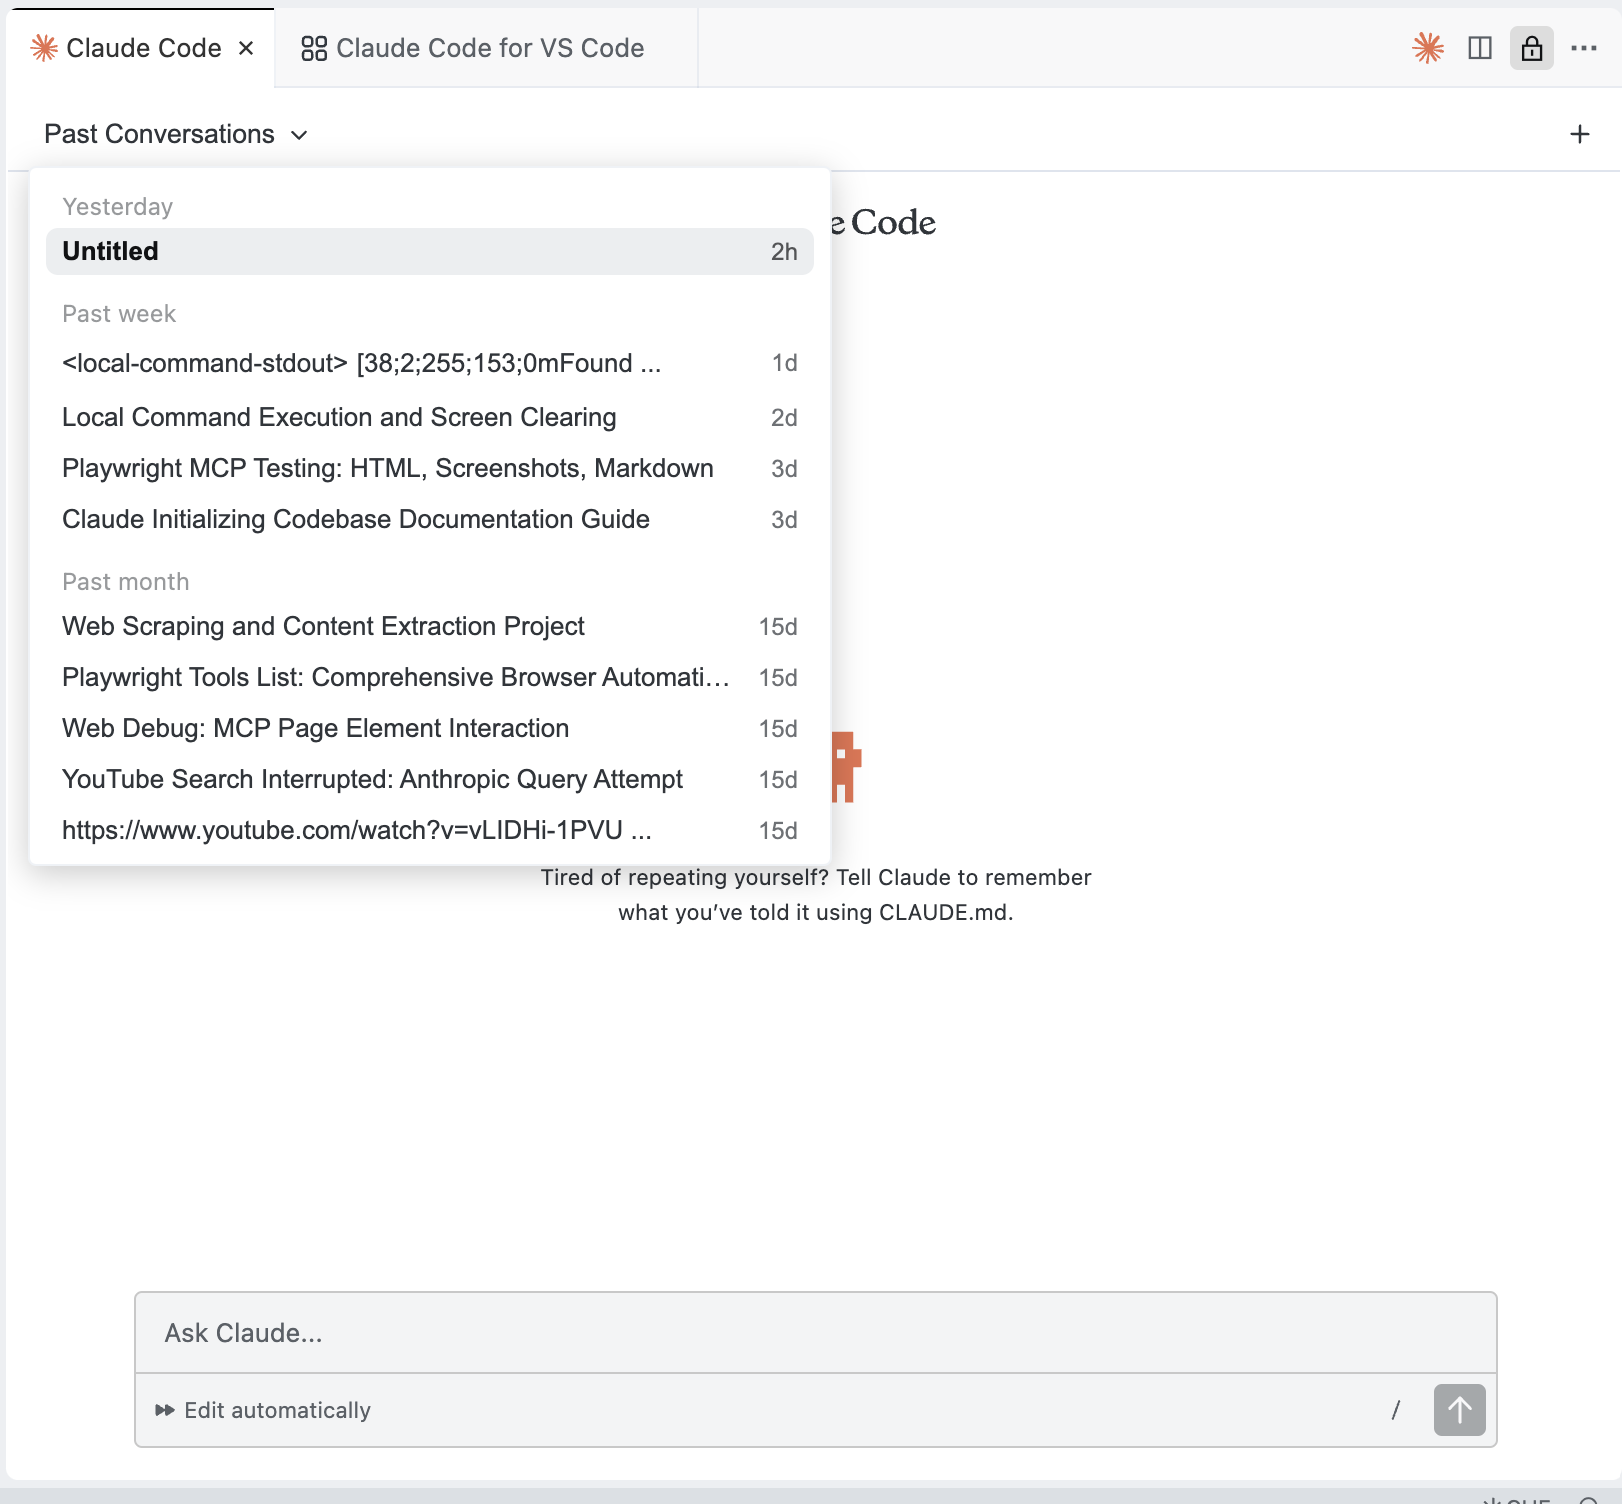 Claude Code
Claude Code for VS Code
Past Conversations
Yesterday
Untitled 2h
Past week
<local-command-stdout> [38;2;255;153;0mFound ... 1d
Local Command Execution and Screen Clearing 2d
Playwright MCP Testing: HTML, Screenshots, Markdown 3d
Claude Initializing Codebase Documentation Guide 3d
Past month
Web Scraping and Content Extraction Project 15d
Playwright Tools List: Comprehensive Browser Automati... 15d
Web Debug: MCP Page Element Interaction 15d
YouTube Search Interrupted: Anthropic Query Attempt 15d
https://www.youtube.com/watch?v=vLIDHi-1PVU ... 15d
e Code
Tired of repeating yourself? Tell Claude to remember
what you’ve told it using CLAUDE.md.
Ask Claude...
Edit automatically /